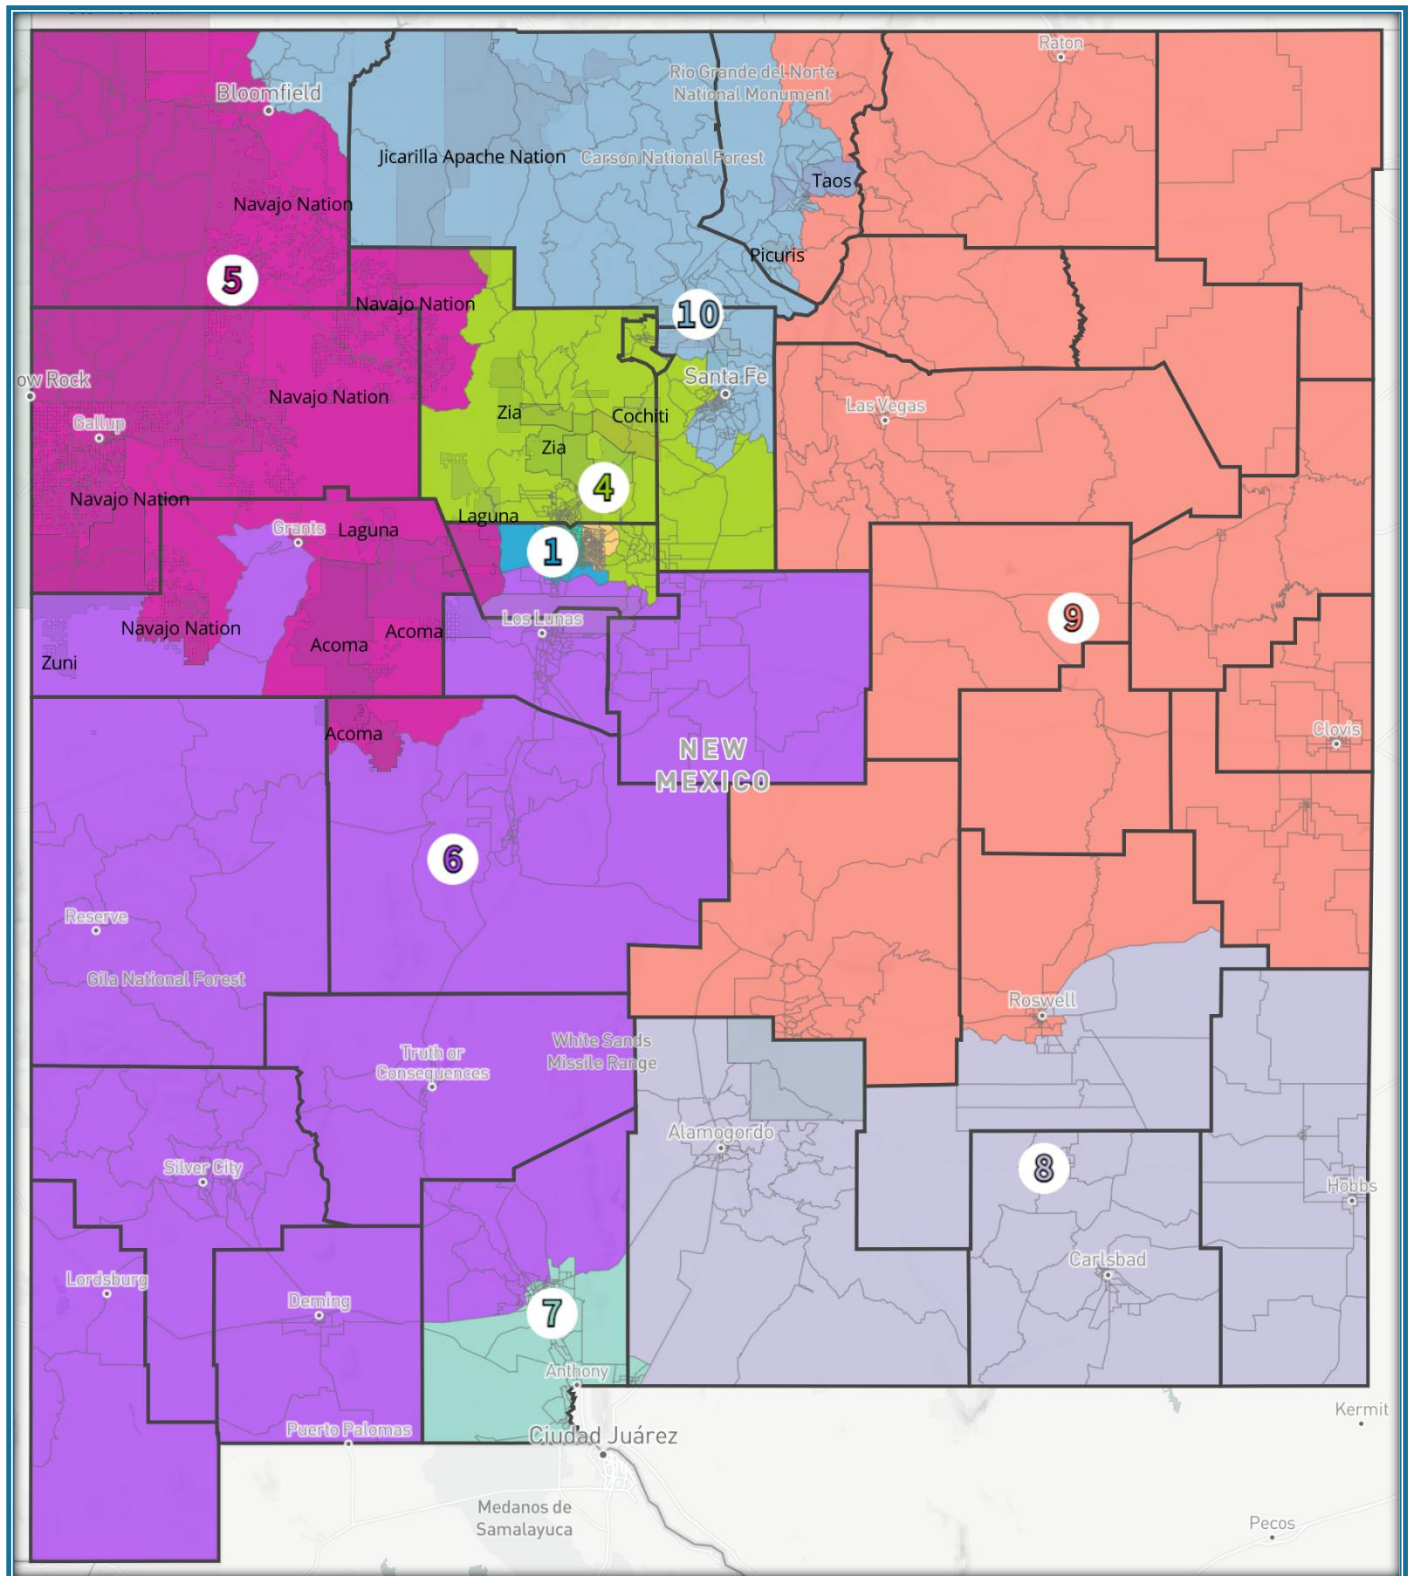 Raton
Rio Grande del Norte
National Monument
Bloomfield
Jicarilla Apache Nation
Carson National Forest
Taos
Navajo Nation
Picuris
5
Navajo Nation
10
ow Rock
Santa Fe
Navajo Nation
Las Vegas
Zia
Cochiti
Gallup
Zia
4
Navajo Nation
Laguna
Grants
Laguna
1
9
Navajo Nation
Los Lunas
Acoma
Acoma
Zuni
Acoma
Clovis
NEW
MEXICO
6
Reserve
Gila National Forest
Roswell
White Sands
Missile Range
Truth or
Consequences
Alamogordo
Silver City
8
Hobbs
Lordsburg
Deming
Carlsbad
7
Anthony
Kermit
Puerto Palomas
Ciudad Juárez
Medanos de
Samalayuca
Pecos